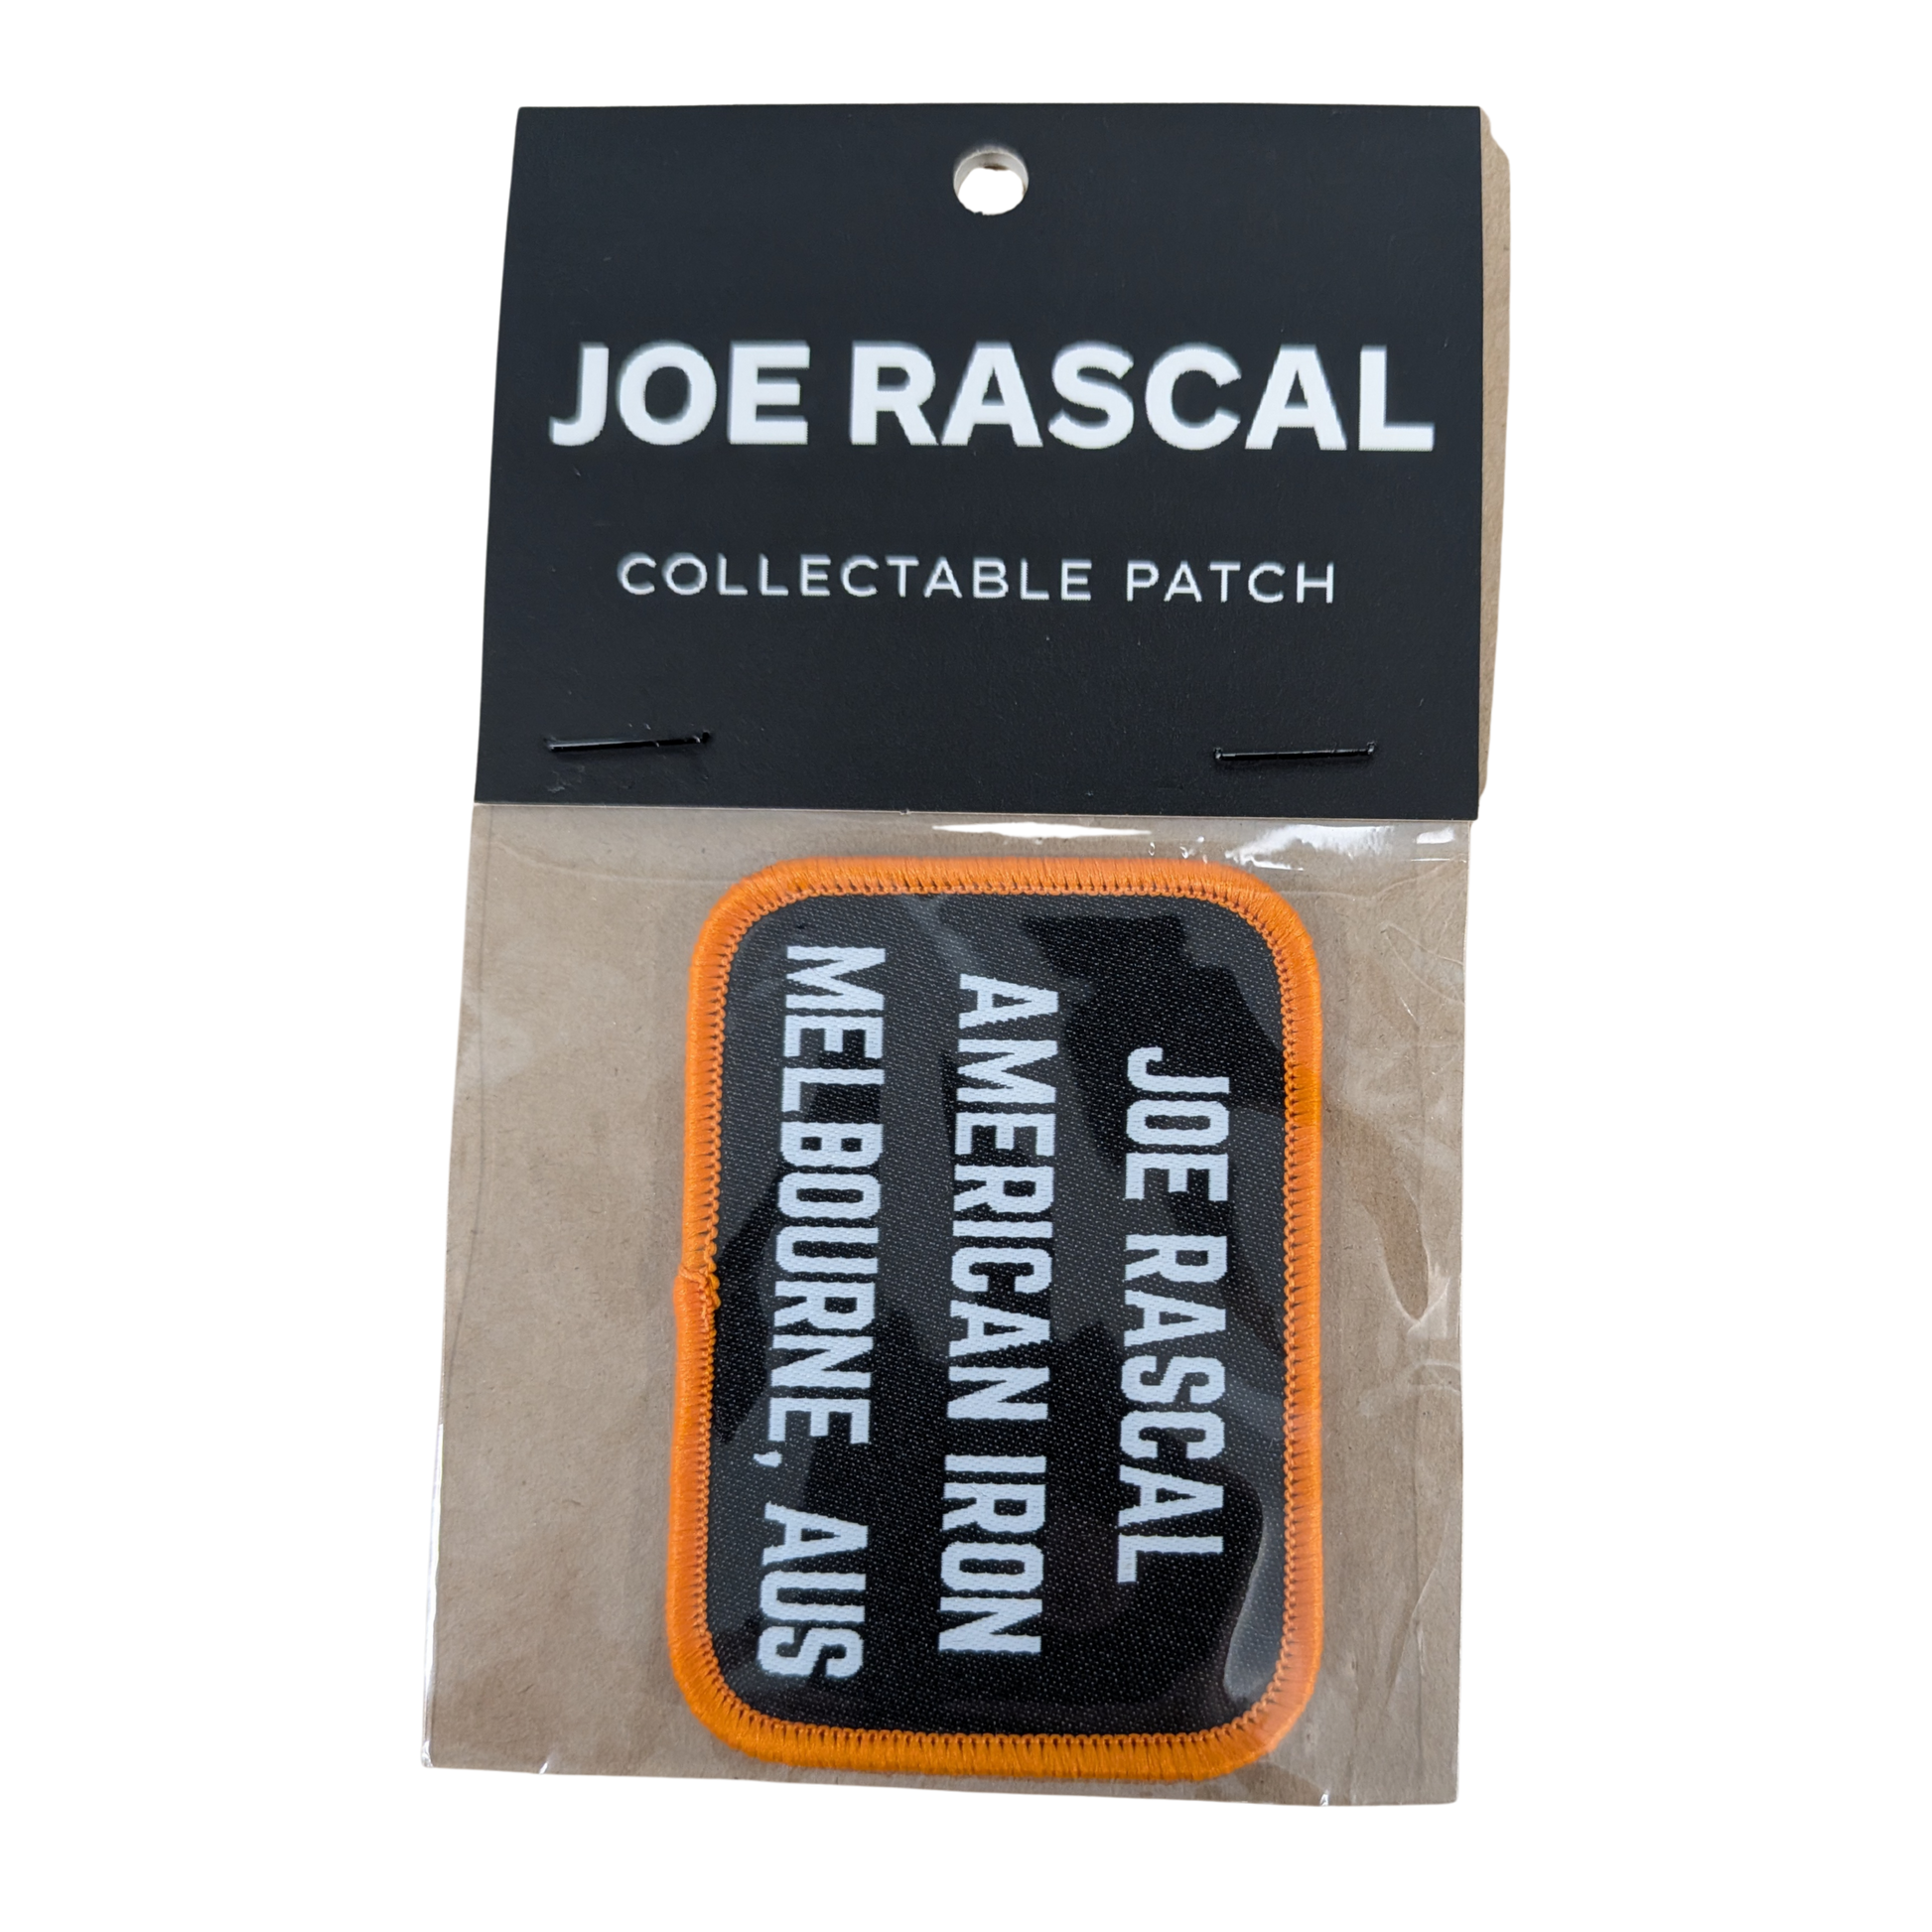 JOE RASCAL
COLLECTABLE PATCH
JOE RASCAL
AMERICAN IRON
MELBOURNE, AUS